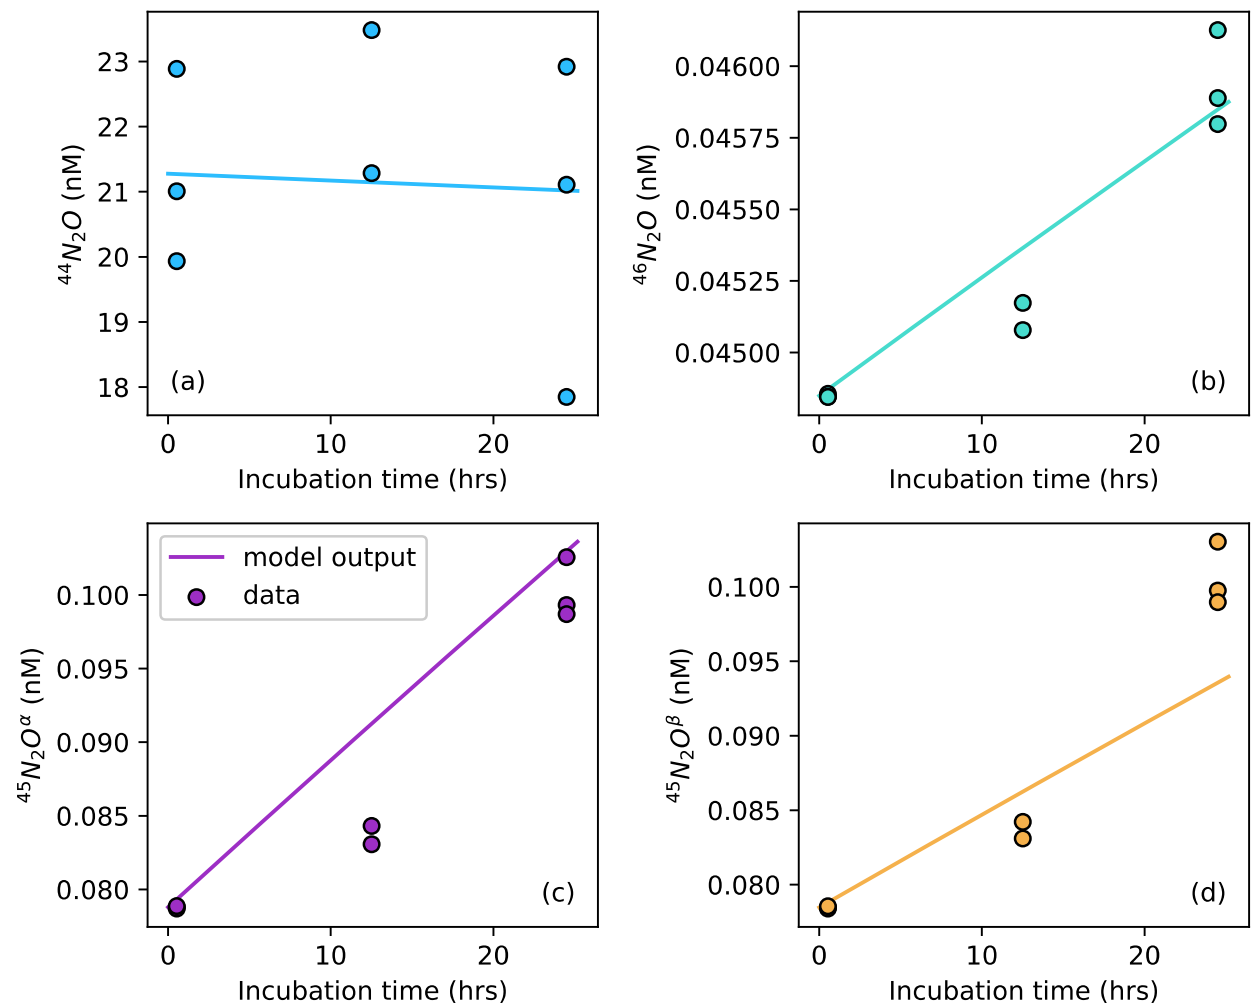 23
22
21
20
19
18
⁴⁴N₂O (nM)
(a)
0 10 20
Incubation time (hrs)
0.04600
0.04575
0.04550
0.04525
0.04500
⁴⁶N₂O (nM)
(b)
0 10 20
Incubation time (hrs)
model output
data
0.100
0.095
0.090
0.085
0.080
⁴⁵N₂Oᵅ (nM)
(c)
0 10 20
Incubation time (hrs)
0.100
0.095
0.090
0.085
0.080
⁴⁵N₂Oᵝ (nM)
(d)
0 10 20
Incubation time (hrs)